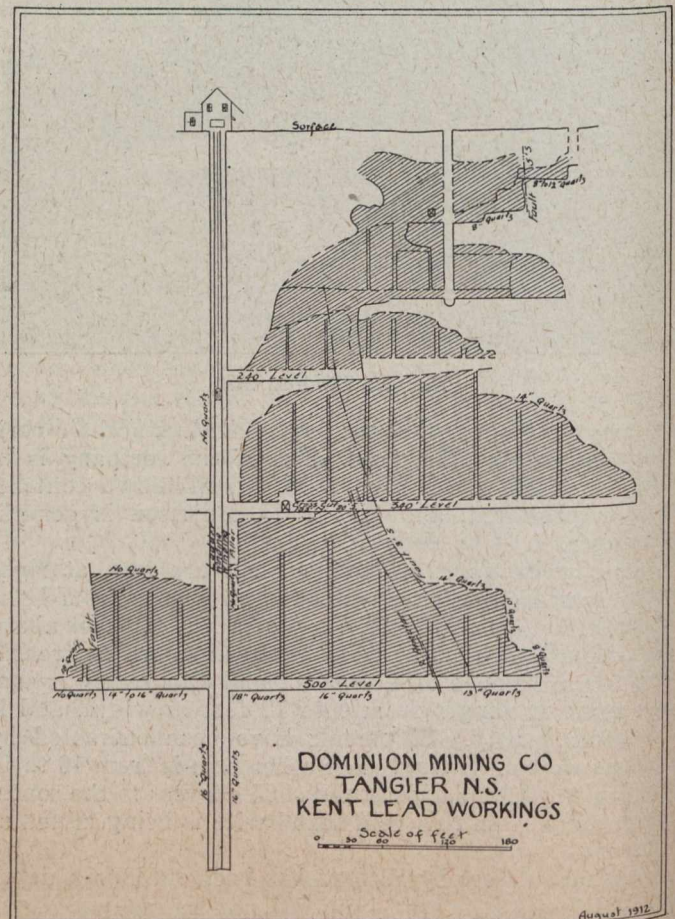 Surface
8" to 12" Quartz
8" Quartz
Fault
240' Level
No Quartz
14" Quartz
340' Level
No Quartz
14" Quartz
Fault
500' Level
No Quartz
14" to 16" Quartz
18" Quartz
16" Quartz
13" Quartz
16" Quartz
DOMINION MINING CO
TANGIER N.S.
KENT LEAD WORKINGS
Scale of feet
0 30 60 120 180
August 1912